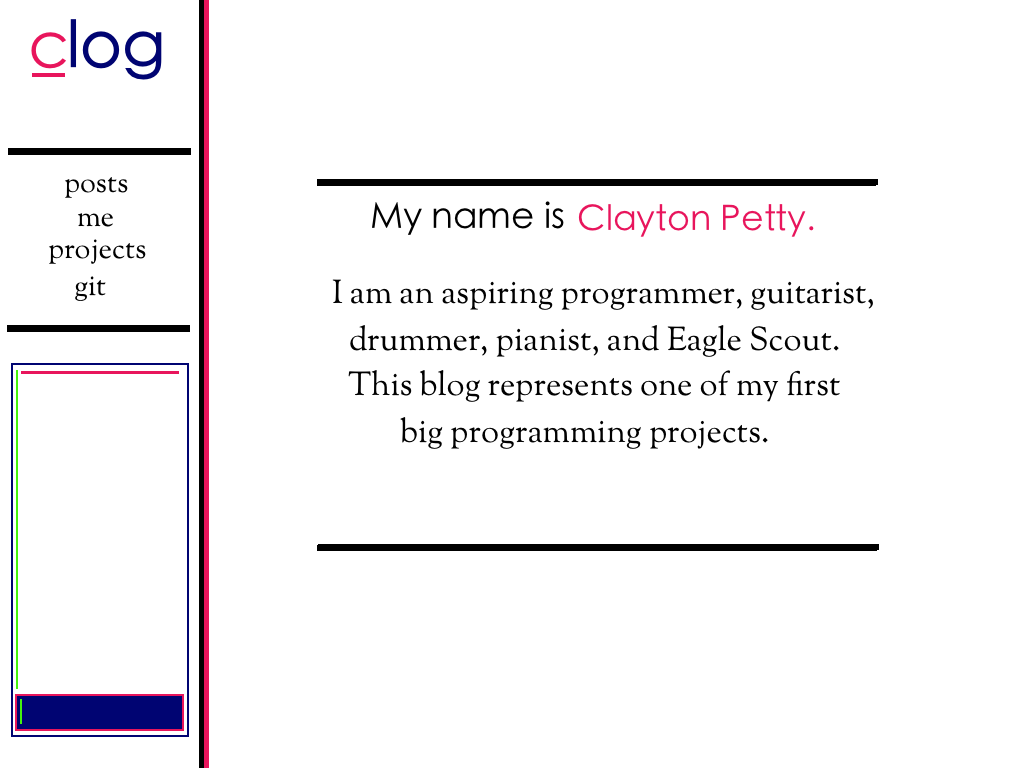 clog
posts
me
projects
git
My name is Clayton Petty.
I am an aspiring programmer, guitarist,
drummer, pianist, and Eagle Scout.
This blog represents one of my first
big programming projects.